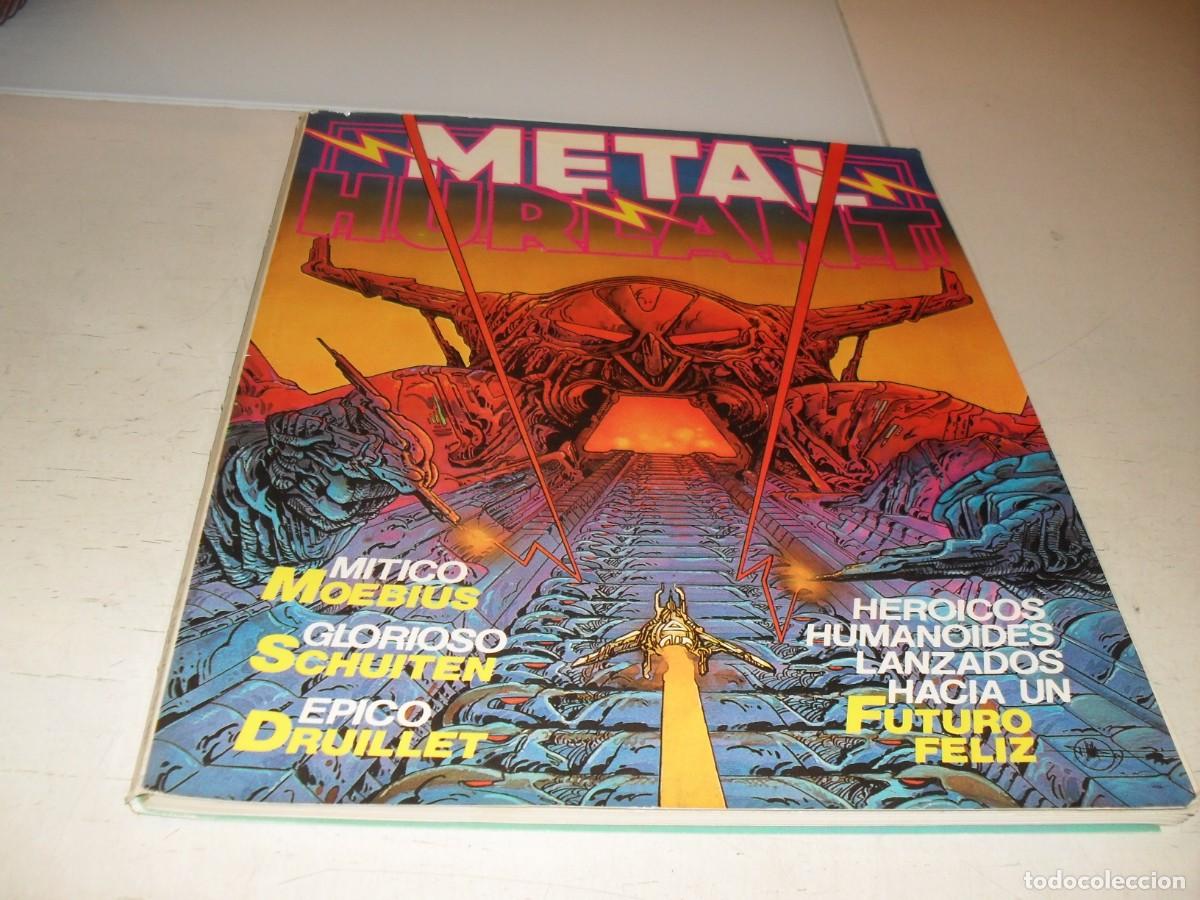 METAL
HURLANT
MITICO
MOEBIUS
GLORIOSO
SCHUITEN
EPICO
DRUILLET
HEROICOS
HUMANOIDES
LANZADOS
HACIA UN
FUTURO
FELIZ
todocoleccion